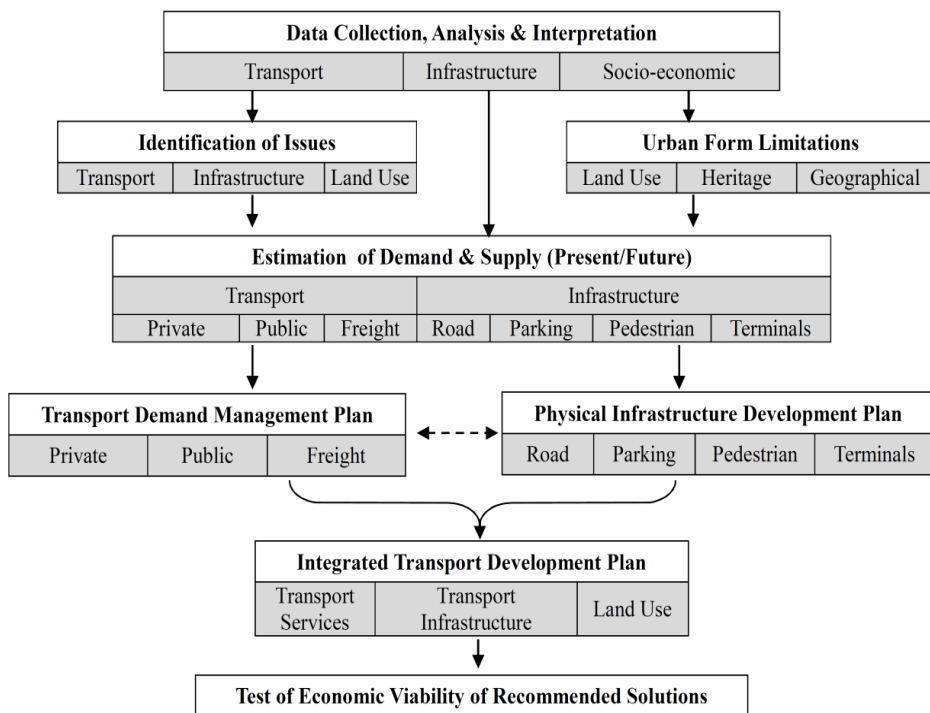 Data Collection, Analysis & Interpretation
Transport Infrastructure Socio-economic
Identification of Issues
Transport Infrastructure Land Use
Urban Form Limitations
Land Use Heritage Geographical
Estimation of Demand & Supply (Present/Future)
Transport Infrastructure
Private Public Freight Road Parking Pedestrian Terminals
Transport Demand Management Plan
Private Public Freight
Physical Infrastructure Development Plan
Road Parking Pedestrian Terminals
Integrated Transport Development Plan
Transport Services
Transport Infrastructure
Land Use
Test of Economic Viability of Recommended Solutions